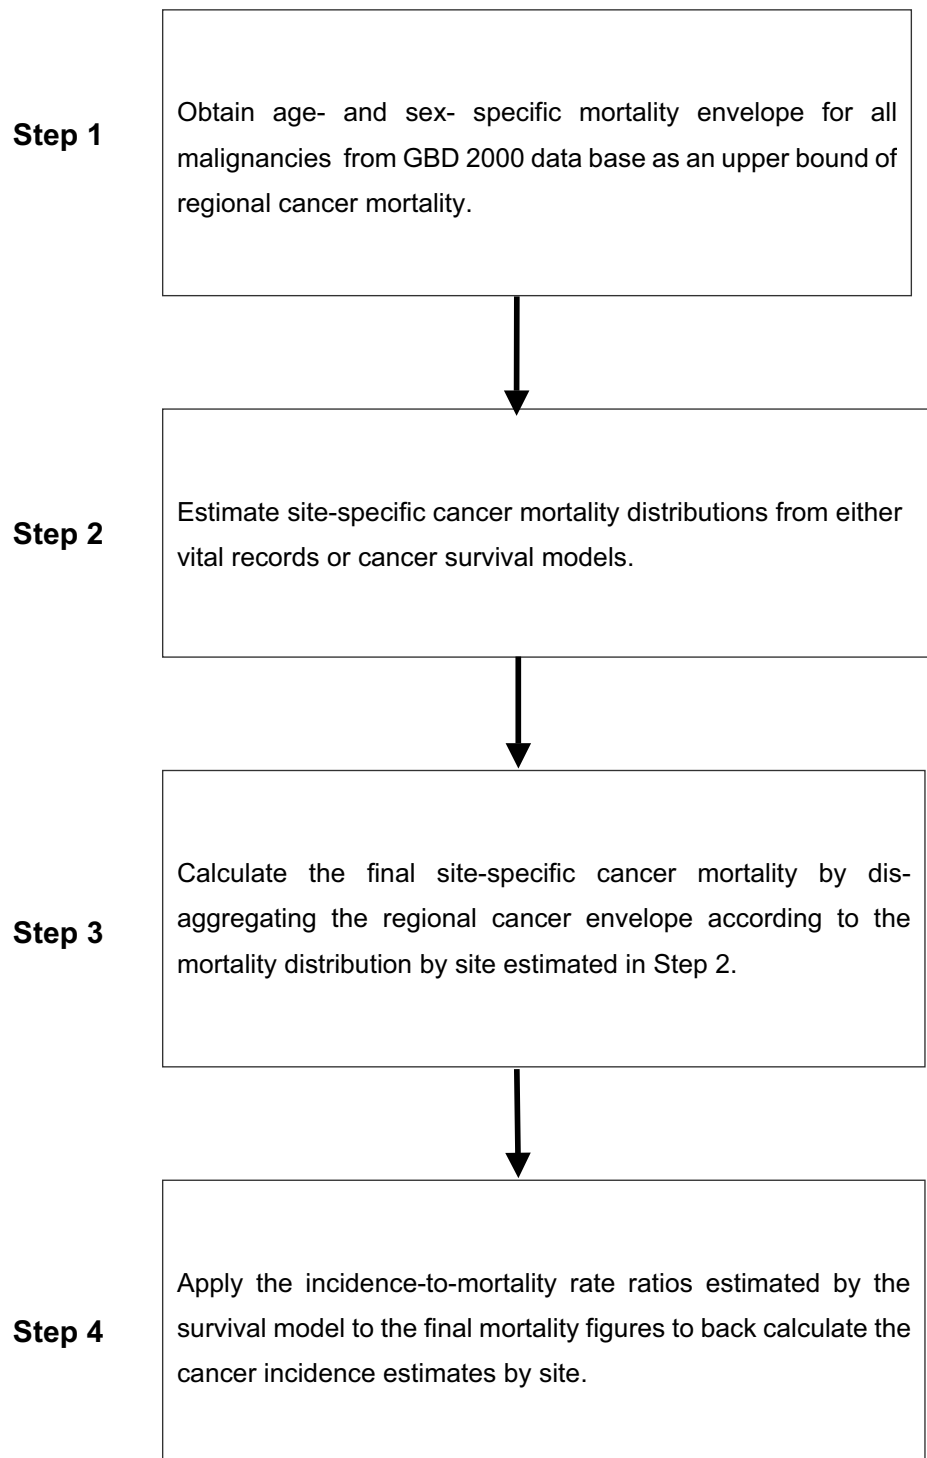 Step 1
Obtain age- and sex- specific mortality envelope for all
malignancies from GBD 2000 data base as an upper bound of
regional cancer mortality.
Step 2
Estimate site-specific cancer mortality distributions from either
vital records or cancer survival models.
Step 3
Calculate the final site-specific cancer mortality by dis-
aggregating the regional cancer envelope according to the
mortality distribution by site estimated in Step 2.
Step 4
Apply the incidence-to-mortality rate ratios estimated by the
survival model to the final mortality figures to back calculate the
cancer incidence estimates by site.